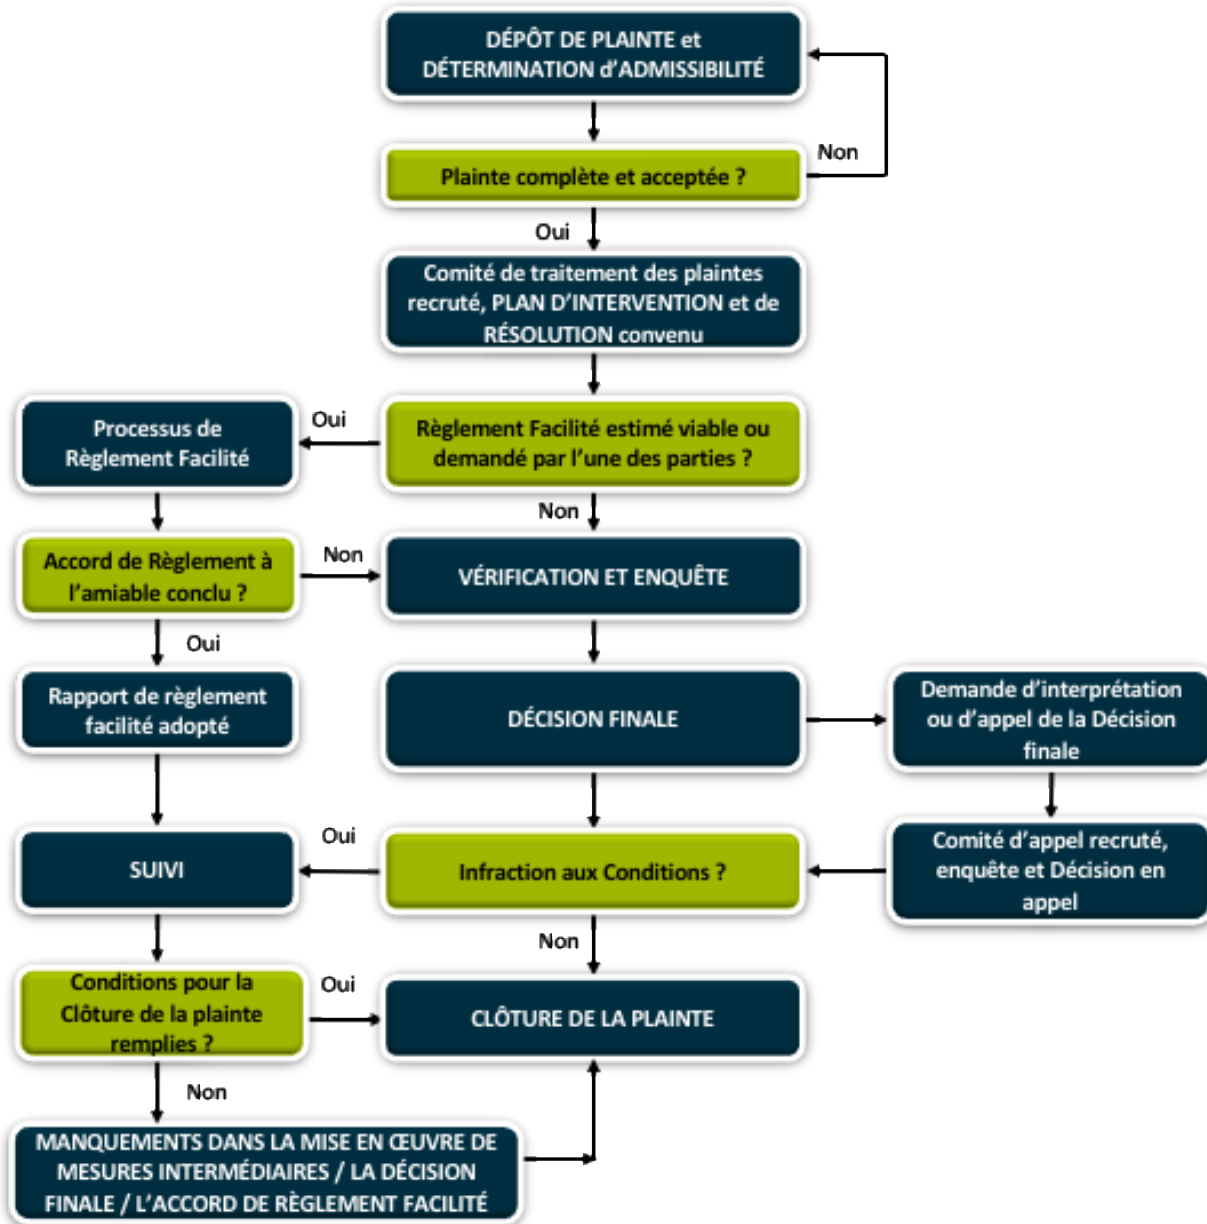 DÉPÔT DE PLAINTE et
DÉTERMINATION d'ADMISSIBILITÉ
Non
Plainte complète et acceptée ?
Oui
Comité de traitement des plaintes
recruté, PLAN D'INTERVENTION et de
RÉSOLUTION convenu
Processus de
Règlement Facilité
Oui
Règlement Facilité estimé viable ou
demandé par l'une des parties ?
Non
Accord de Règlement à
l'amiable conclu ?
Non
VÉRIFICATION ET ENQUÊTE
Oui
Rapport de règlement
facilité adopté
DÉCISION FINALE
Demande d'interprétation
ou d'appel de la Décision
finale
SUIVI
Oui
Infraction aux Conditions ?
Comité d'appel recruté,
enquête et Décision en
appel
Non
Conditions pour la
Clôture de la plainte
remplies ?
Oui
CLÔTURE DE LA PLAINTE
Non
MANQUEMENTS DANS LA MISE EN ŒUVRE DE
MESURES INTERMÉDIAIRES / LA DÉCISION
FINALE / L'ACCORD DE RÈGLEMENT FACILITÉ